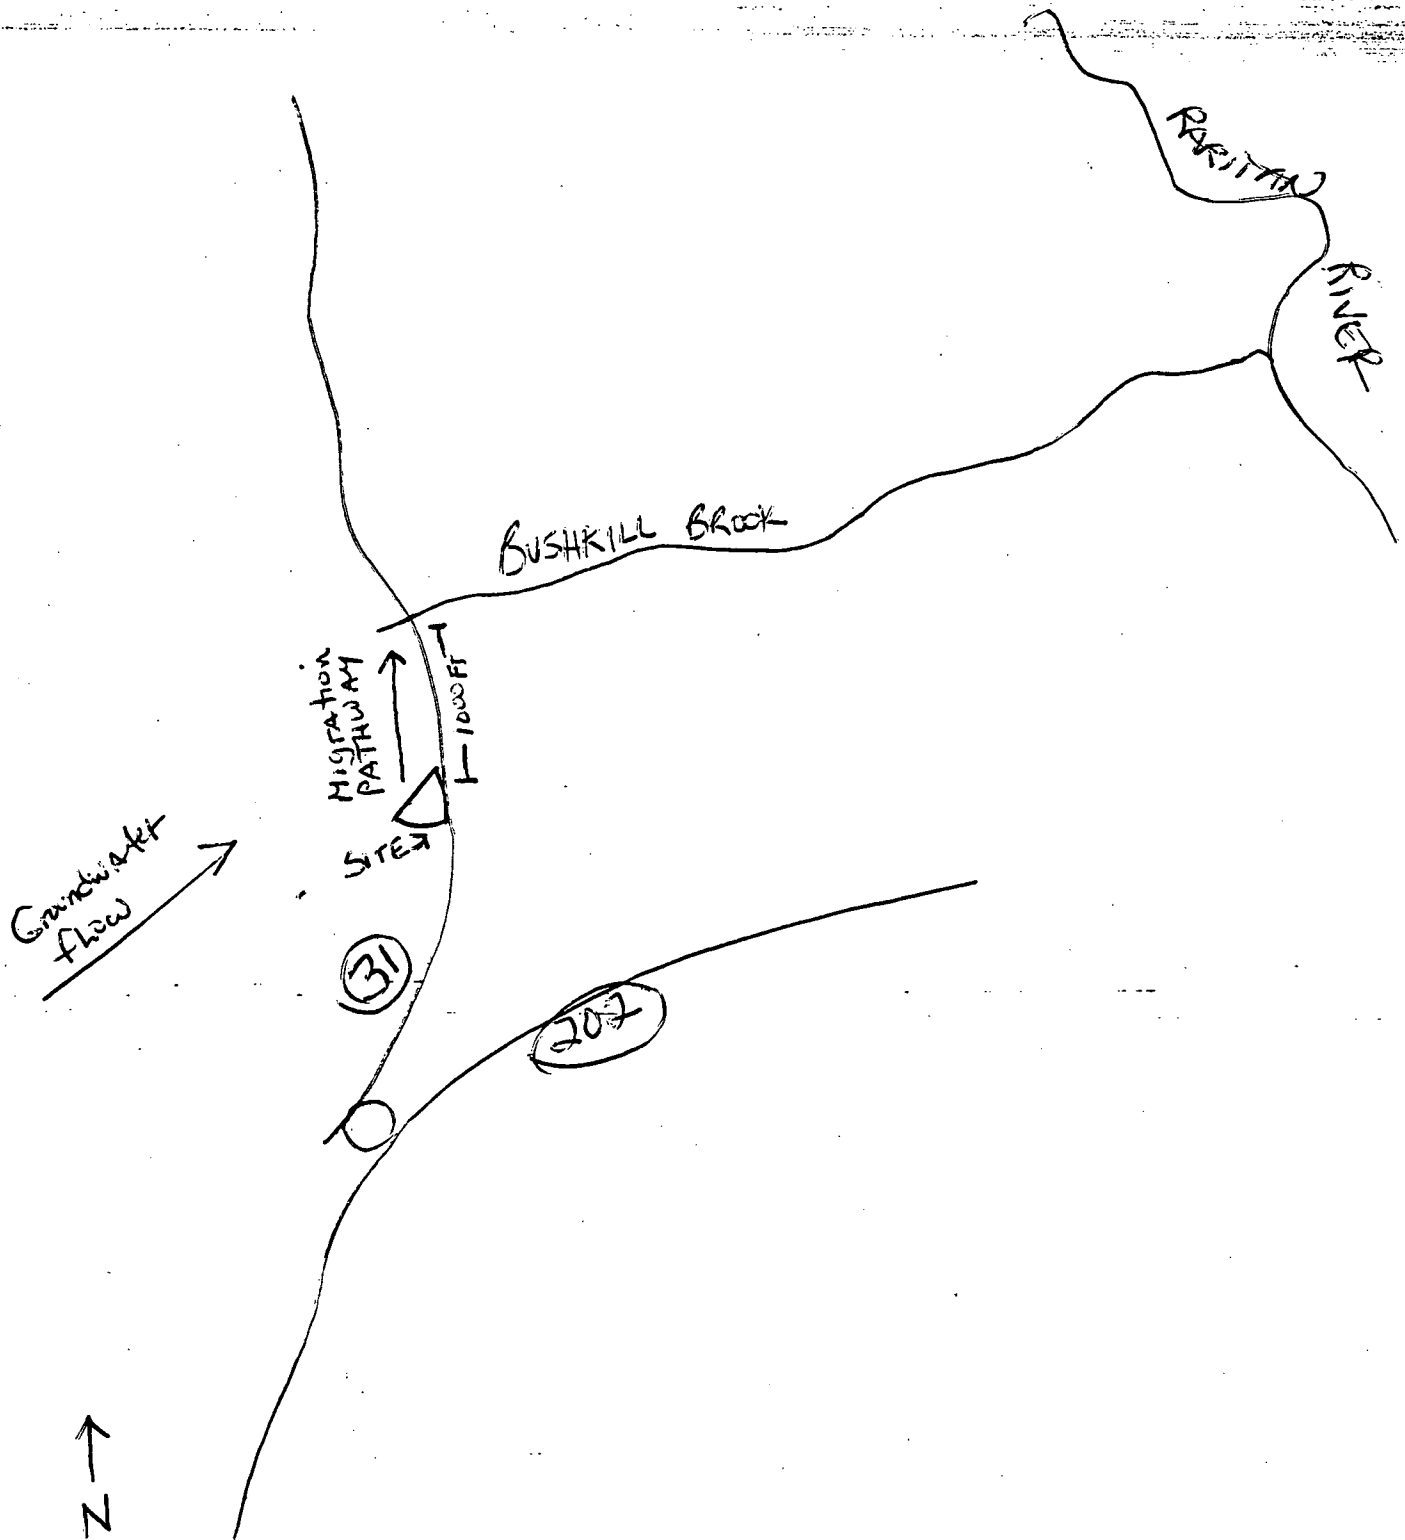 RARITAN
RIVER
BUSHKILL BROOK
Migration
PATHWAY
1000 FT
SITE
Groundwater
flow
31
202
N